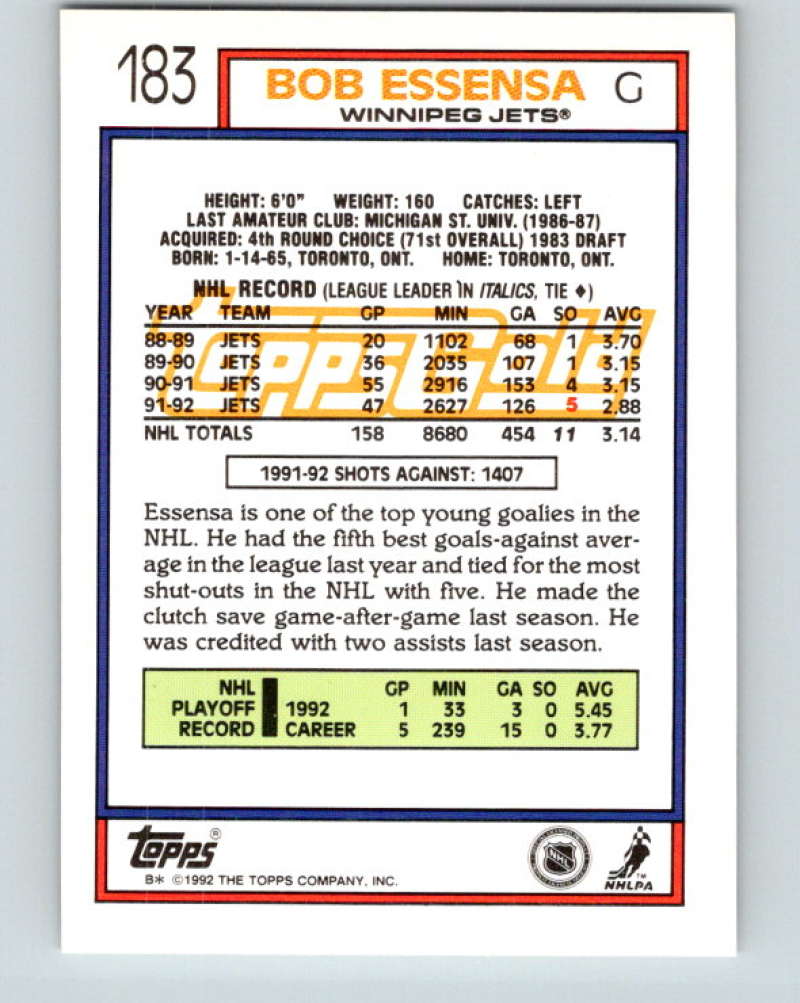 183
BOB ESSENSA G
WINNIPEG JETS®
HEIGHT: 6'0" WEIGHT: 160 CATCHES: LEFT
LAST AMATEUR CLUB: MICHIGAN ST. UNIV. (1986-87)
ACQUIRED: 4th ROUND CHOICE (71st OVERALL) 1983 DRAFT
BORN: 1-14-65, TORONTO, ONT. HOME: TORONTO, ONT.
NHL RECORD (LEAGUE LEADER IN ITALICS, TIE ♦)
YEAR TEAM GP MIN GA SO AVG
88-89 JETS 20 1102 68 1 3.70
89-90 JETS 36 2035 107 1 3.15
90-91 JETS 55 2916 153 4 3.15
91-92 JETS 47 2627 126 5 2.88
NHL TOTALS 158 8680 454 11 3.14
Topps Gold
1991-92 SHOTS AGAINST: 1407
Essensa is one of the top young goalies in the
NHL. He had the fifth best goals-against aver-
age in the league last year and tied for the most
shut-outs in the NHL with five. He made the
clutch save game-after-game last season. He
was credited with two assists last season.
NHL GP MIN GA SO AVG
PLAYOFF 1992 1 33 3 0 5.45
RECORD CAREER 5 239 15 0 3.77
Topps®
B* ©1992 THE TOPPS COMPANY, INC.
NHL
NHLPA™